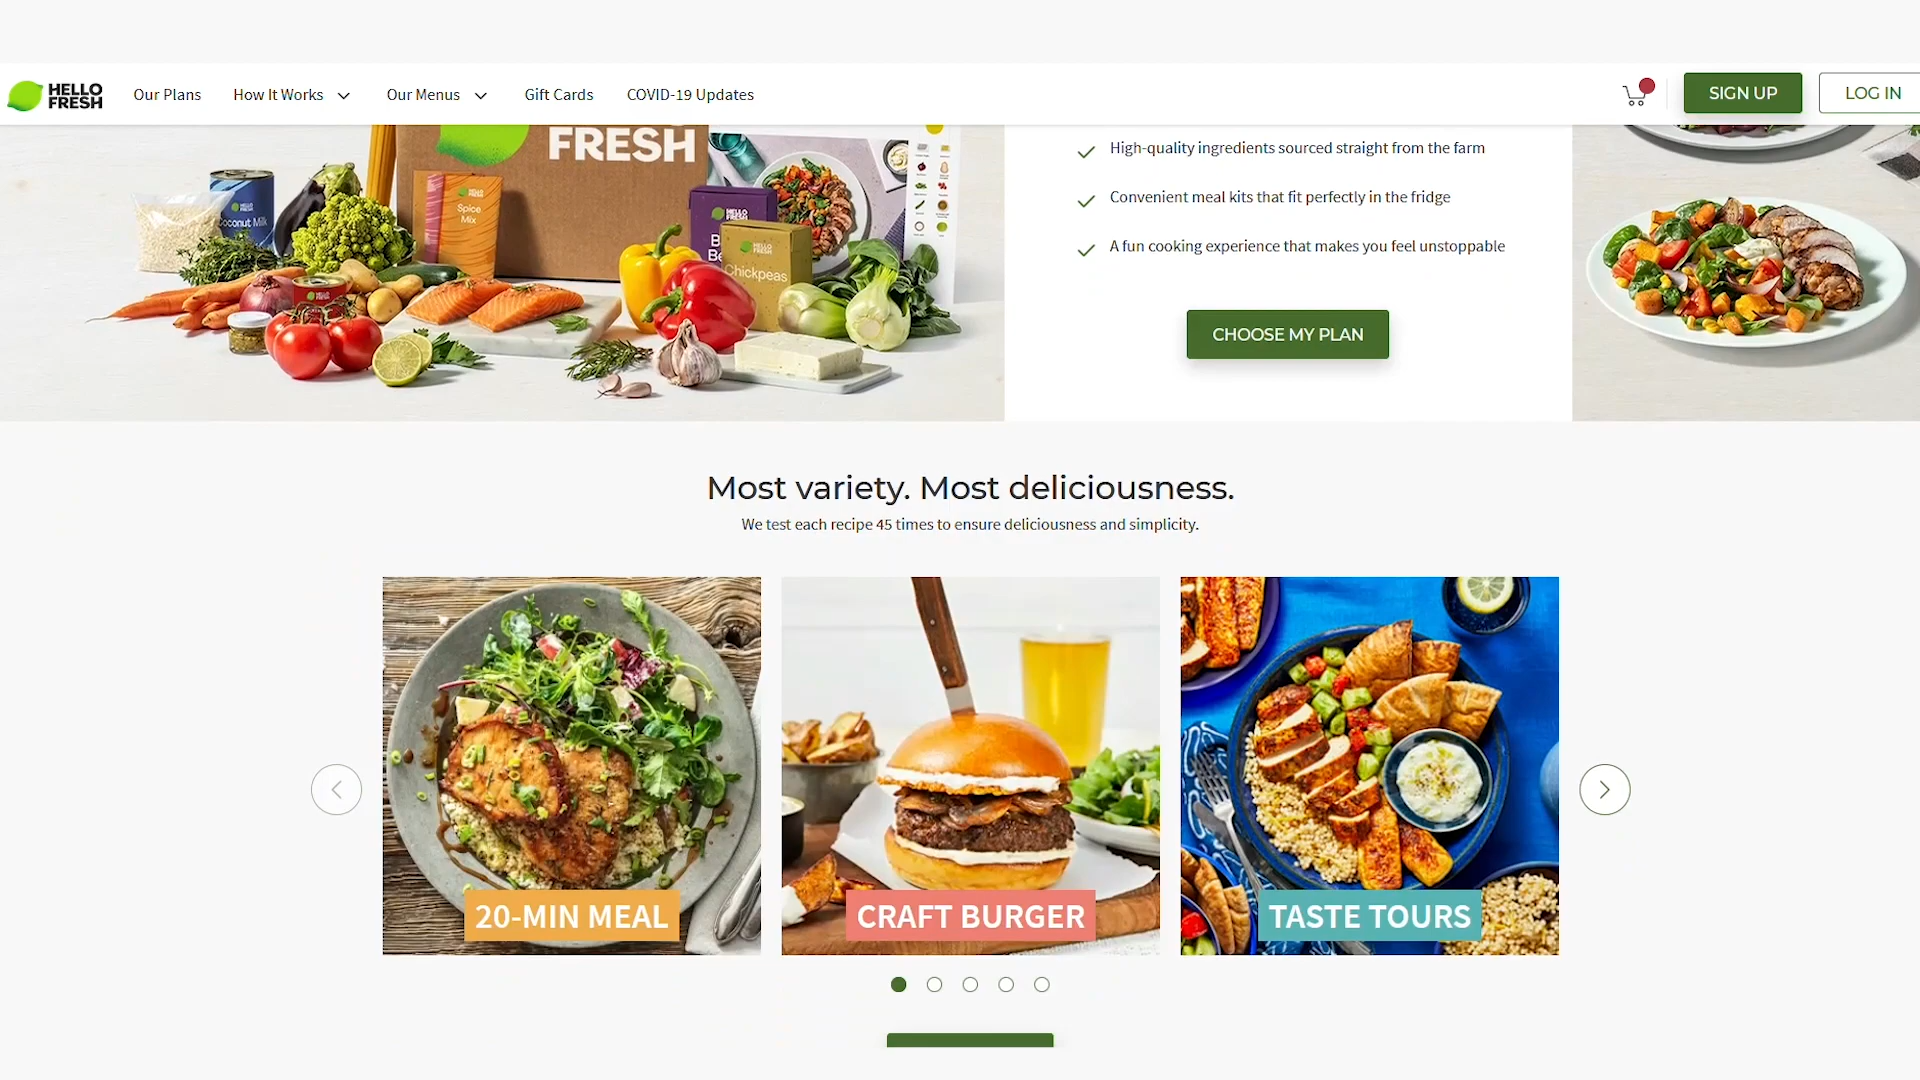 HELLO
FRESH
Our Plans
How It Works
Our Menus
Gift Cards
COVID-19 Updates
SIGN UP
LOG IN
FRESH
Coconut Milk
Spice
Mix
HELLO
FRESH
Chickpeas
High-quality ingredients sourced straight from the farm
Convenient meal kits that fit perfectly in the fridge
A fun cooking experience that makes you feel unstoppable
CHOOSE MY PLAN
Most variety. Most deliciousness.
We test each recipe 45 times to ensure deliciousness and simplicity.
20-MIN MEAL
CRAFT BURGER
TASTE TOURS